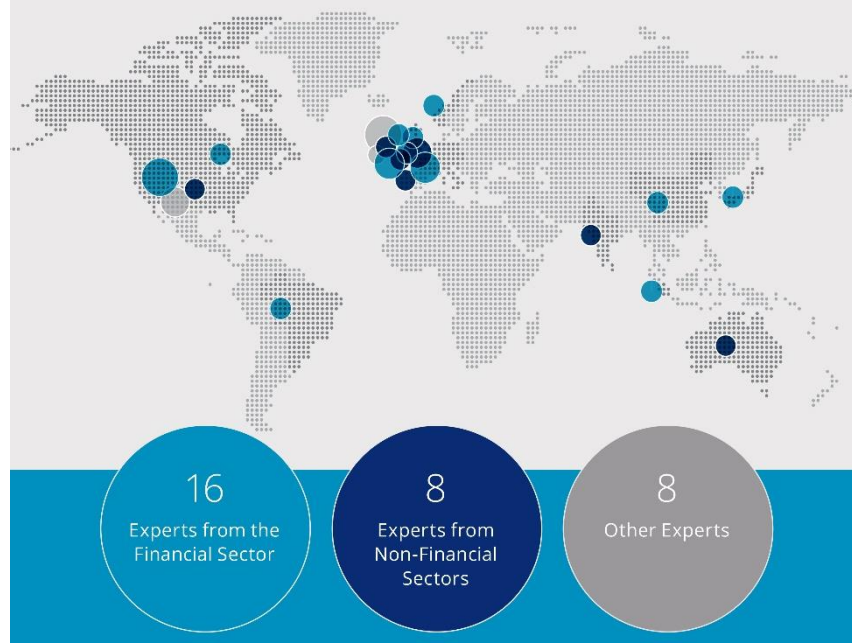 16
Experts from the
Financial Sector
8
Experts from
Non-Financial
Sectors
8
Other Experts